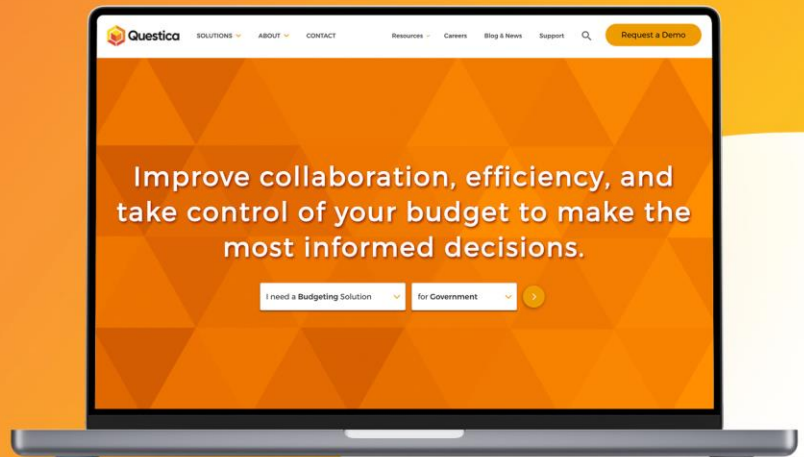 Questica
SOLUTIONS
ABOUT
CONTACT
Resources
Careers
Blog & News
Support
Request a Demo
Improve collaboration, efficiency, and
take control of your budget to make the
most informed decisions.
I need a Budgeting Solution
for Government